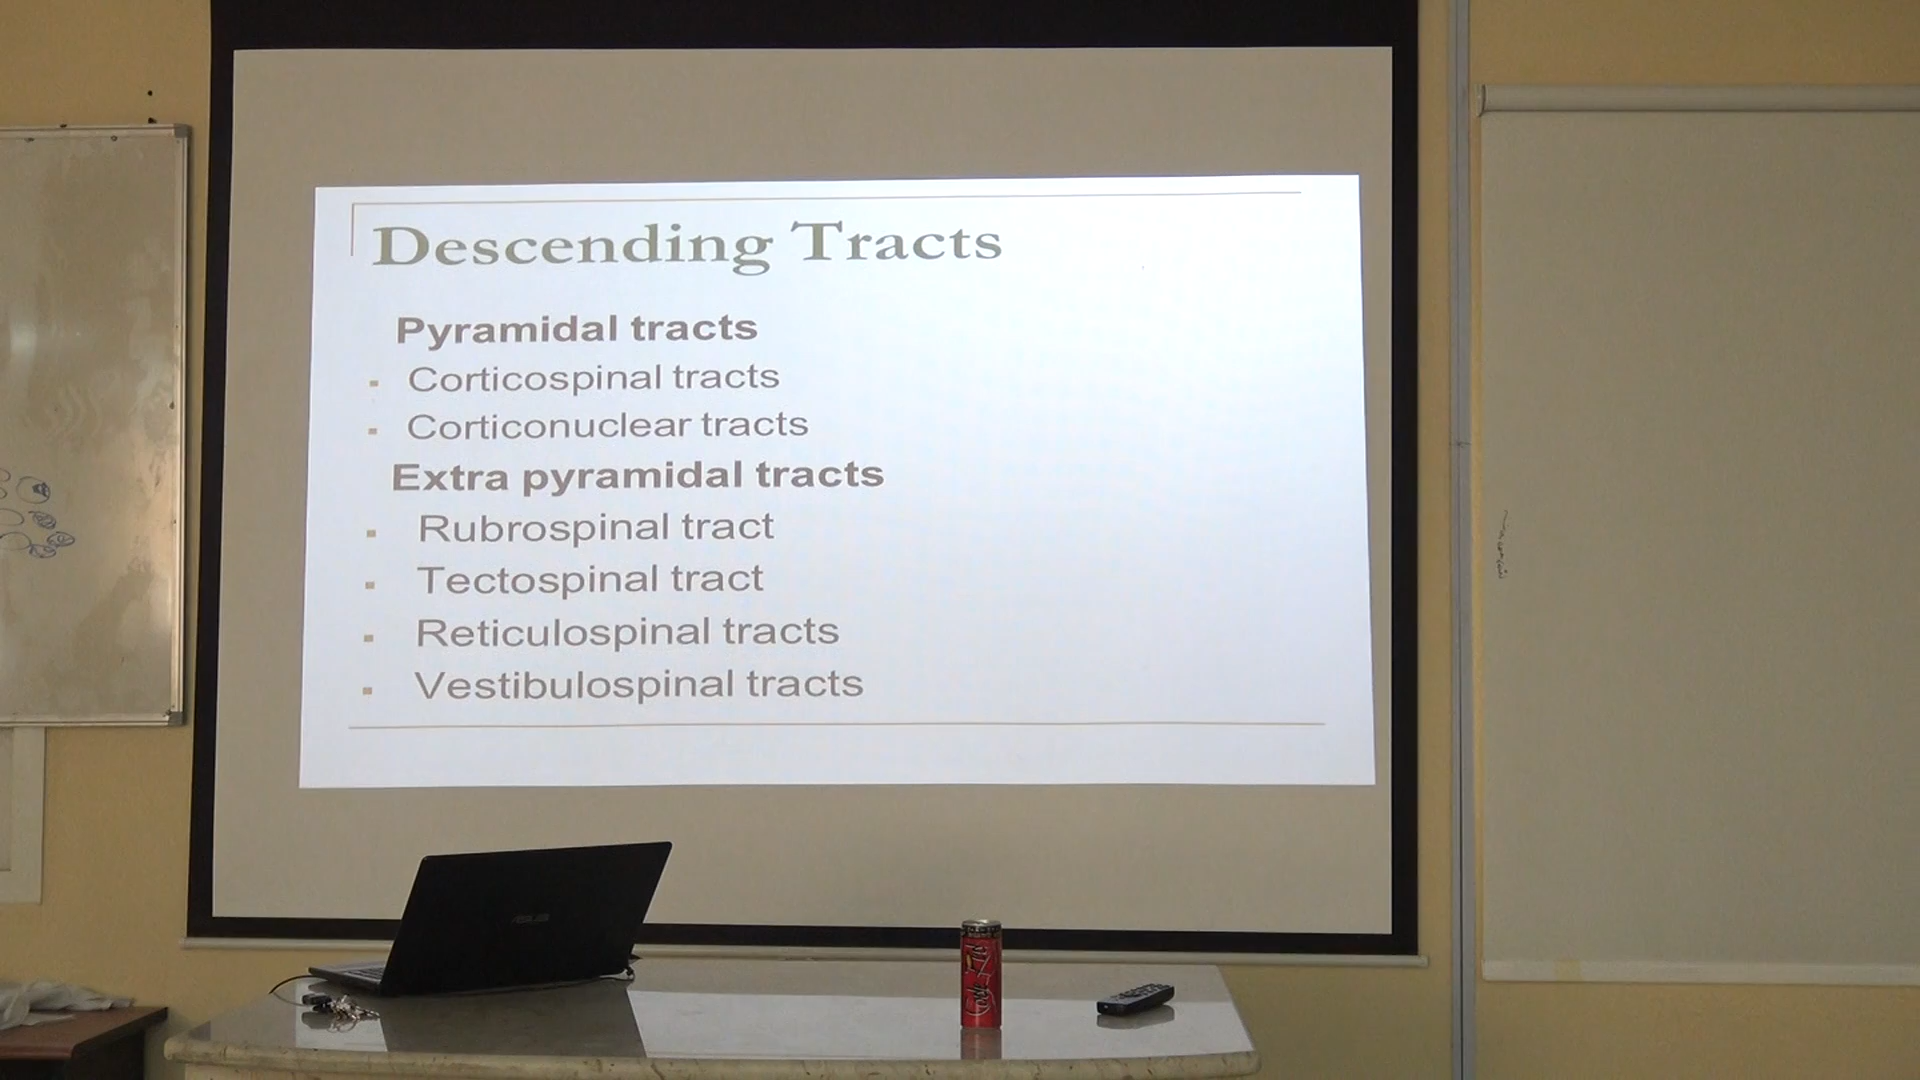 Descending Tracts
Pyramidal tracts
▪ Corticospinal tracts
▪ Corticonuclear tracts
Extra pyramidal tracts
▪ Rubrospinal tract
▪ Tectospinal tract
▪ Reticulospinal tracts
▪ Vestibulospinal tracts
ASUS